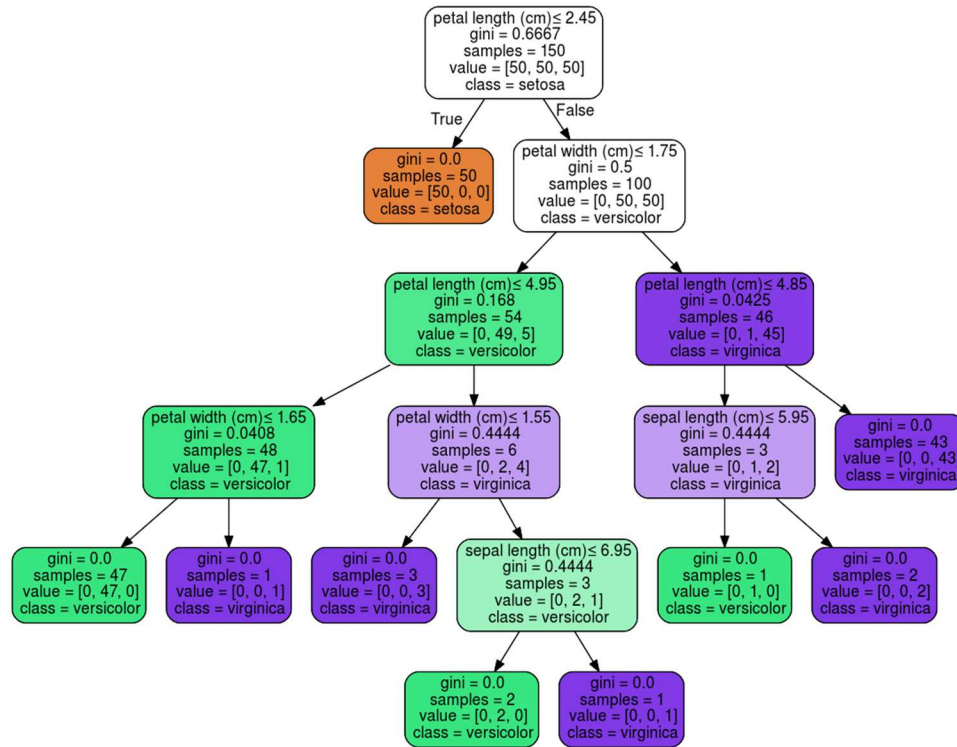 petal length (cm)≤ 2.45
gini = 0.6667
samples = 150
value = [50, 50, 50]
class = setosa
True
False
gini = 0.0
samples = 50
value = [50, 0, 0]
class = setosa
petal width (cm)≤ 1.75
gini = 0.5
samples = 100
value = [0, 50, 50]
class = versicolor
petal length (cm)≤ 4.95
gini = 0.168
samples = 54
value = [0, 49, 5]
class = versicolor
petal length (cm)≤ 4.85
gini = 0.0425
samples = 46
value = [0, 1, 45]
class = virginica
petal width (cm)≤ 1.65
gini = 0.0408
samples = 48
value = [0, 47, 1]
class = versicolor
petal width (cm)≤ 1.55
gini = 0.4444
samples = 6
value = [0, 2, 4]
class = virginica
sepal length (cm)≤ 5.95
gini = 0.4444
samples = 3
value = [0, 1, 2]
class = virginica
gini = 0.0
samples = 43
value = [0, 0, 43]
class = virginica
gini = 0.0
samples = 47
value = [0, 47, 0]
class = versicolor
gini = 0.0
samples = 1
value = [0, 0, 1]
class = virginica
gini = 0.0
samples = 3
value = [0, 0, 3]
class = virginica
sepal length (cm)≤ 6.95
gini = 0.4444
samples = 3
value = [0, 2, 1]
class = versicolor
gini = 0.0
samples = 1
value = [0, 1, 0]
class = versicolor
gini = 0.0
samples = 2
value = [0, 0, 2]
class = virginica
gini = 0.0
samples = 2
value = [0, 2, 0]
class = versicolor
gini = 0.0
samples = 1
value = [0, 0, 1]
class = virginica